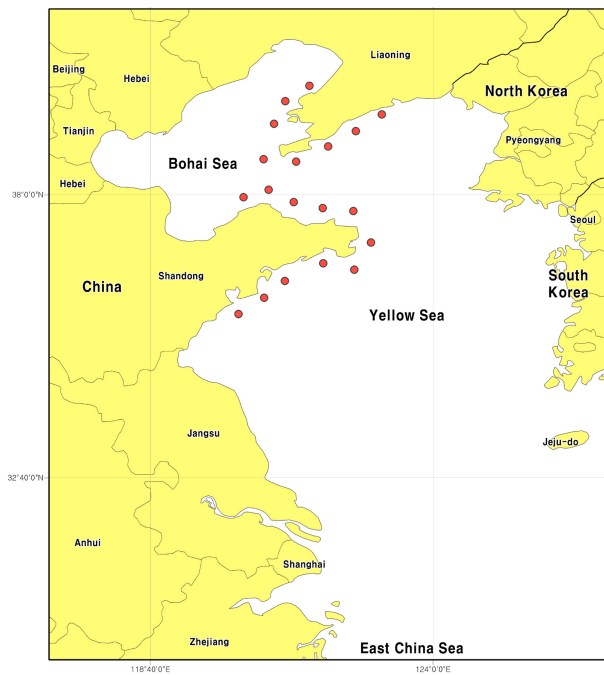 Liaoning
Beijing
Hebei
North Korea
Tianjin
Pyeongyang
Bohai Sea
Hebei
38°0'0"N
Seoul
Shandong
South
Korea
China
Yellow Sea
Jangsu
Jeju-do
32°40'0"N
Anhui
Shanghai
Zhejiang
East China Sea
118°40'0"E
124°0'0"E